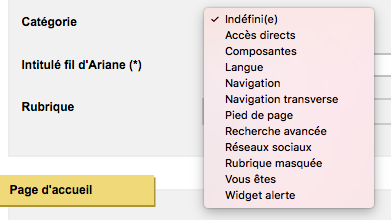 Catégorie
Intitulé fil d'Ariane (*)
Rubrique
✓ Indéfini(e)
Accès directs
Composantes
Langue
Navigation
Navigation transverse
Pied de page
Recherche avancée
Réseaux sociaux
Rubrique masquée
Vous êtes
Widget alerte
Page d'accueil